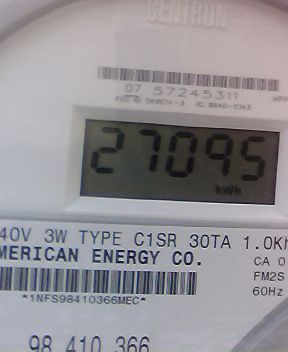 CENTRON
07 57245311
27095
kWh
40V 3W TYPE C1SR 30TA 1.0Kh
MERICAN ENERGY CO.
CA 0
FM2S
60Hz
*1NFS98410366MEC*
98 410 366